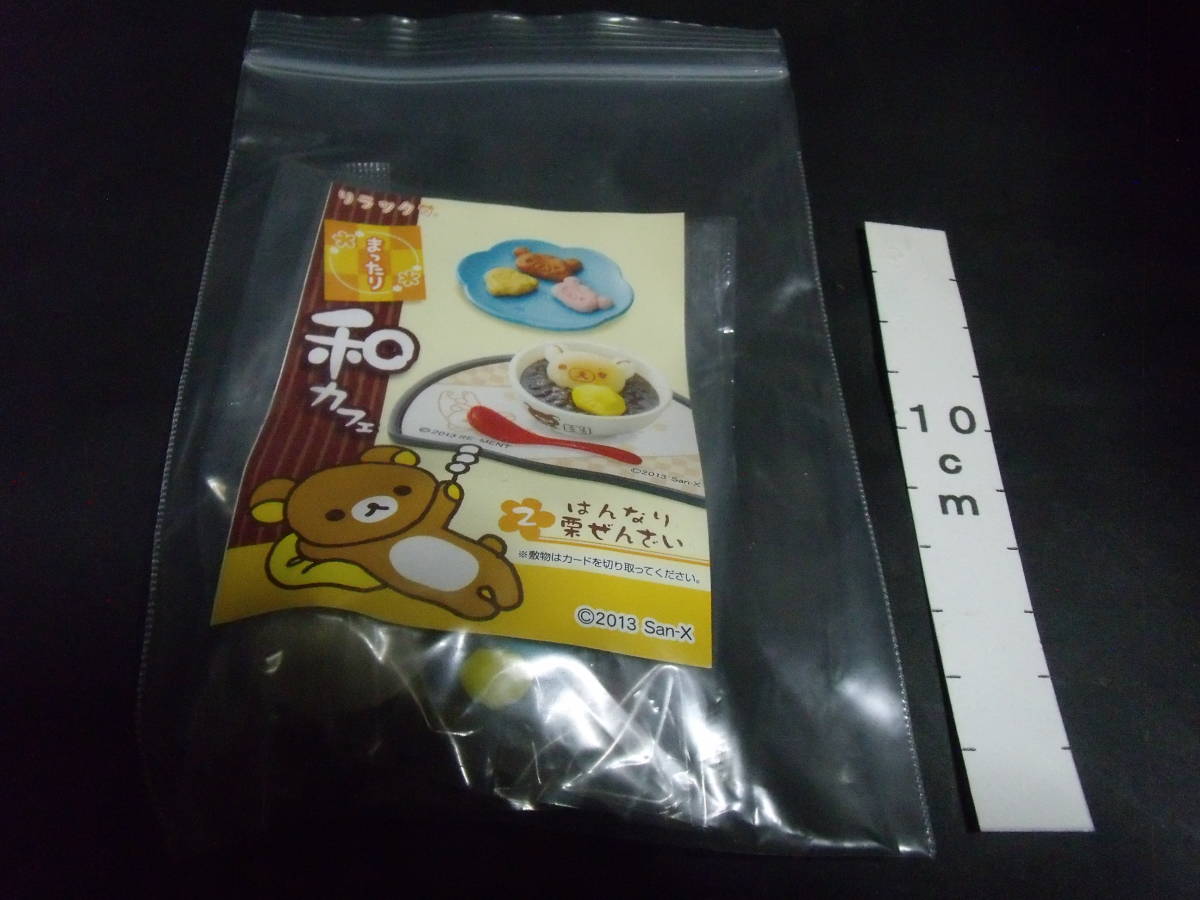 リラックマ
まったり
和
カフェ
©2013 RE-MENT
©2013 San-X
2
はんなり
栗ぜんざい
※敷物はカードを切り取ってください。
©2013 San-X
10
cm